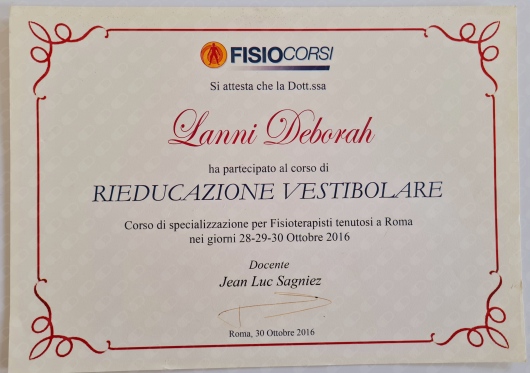 FISIOCORSI
Si attesta che la Dott.ssa
Lanni Deborah
ha partecipato al corso di
RIEDUCAZIONE VESTIBOLARE
Corso di specializzazione per Fisioterapisti tenutosi a Roma
nei giorni 28-29-30 Ottobre 2016
Docente
Jean Luc Sagniez
Roma, 30 Ottobre 2016